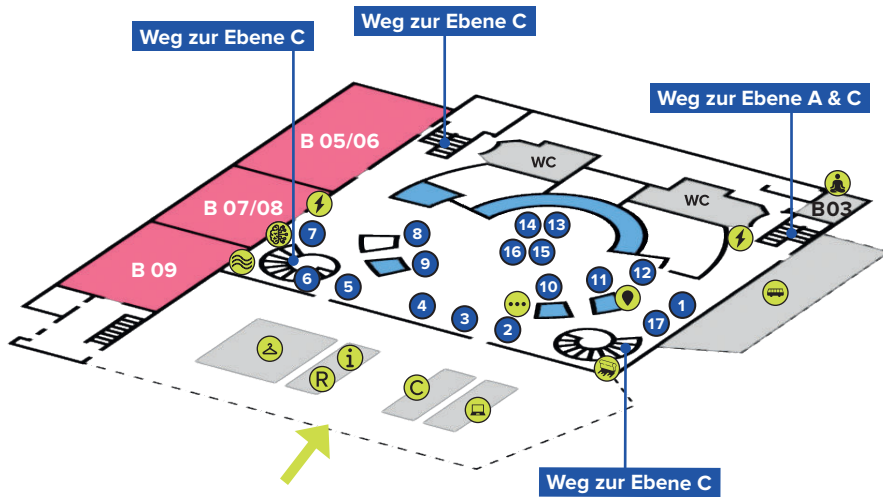 Weg zur Ebene C
Weg zur Ebene C
Weg zur Ebene A & C
B 05/06
WC
WC
B 07/08
B03
B 09
7
8
14
13
16
15
9
12
6
5
10
11
4
3
2
1
17
i
R
C
Weg zur Ebene C